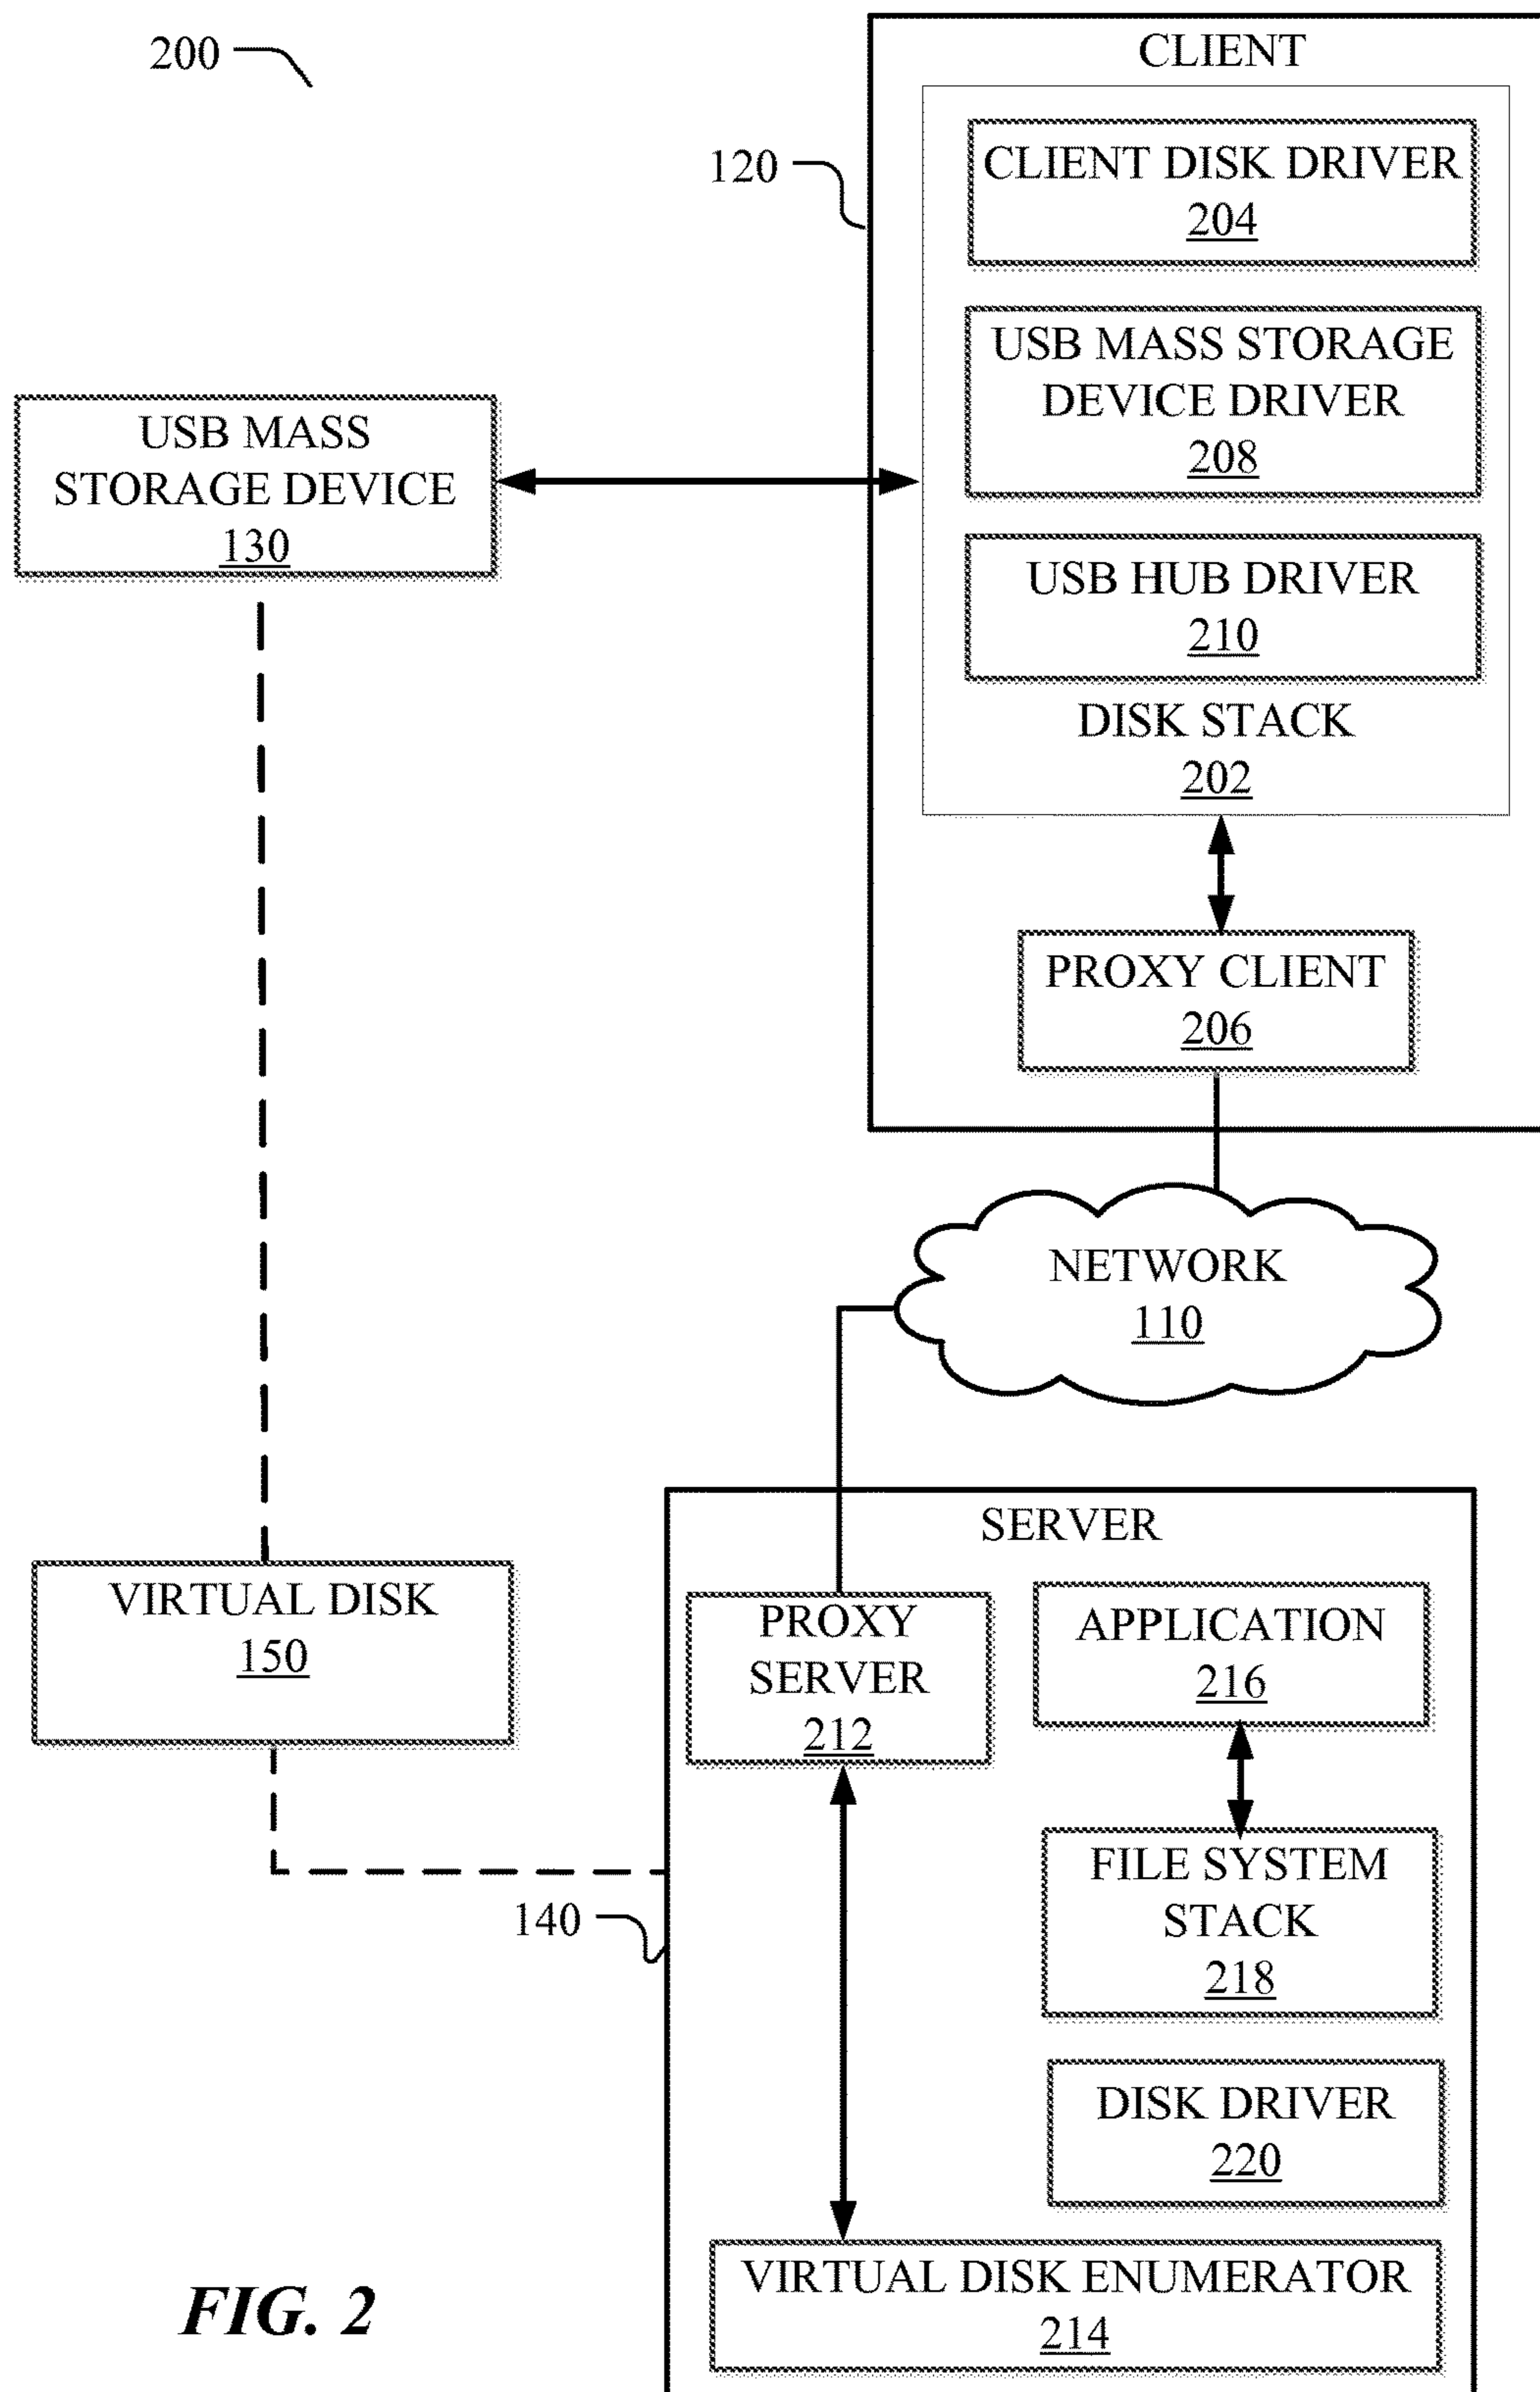 200
CLIENT
120
CLIENT DISK DRIVER
204
USB MASS STORAGE
DEVICE DRIVER
208
USB MASS
STORAGE DEVICE
130
USB HUB DRIVER
210
DISK STACK
202
PROXY CLIENT
206
NETWORK
110
SERVER
VIRTUAL DISK
150
PROXY
SERVER
212
APPLICATION
216
FILE SYSTEM
STACK
218
140
DISK DRIVER
220
VIRTUAL DISK ENUMERATOR
214
FIG. 2